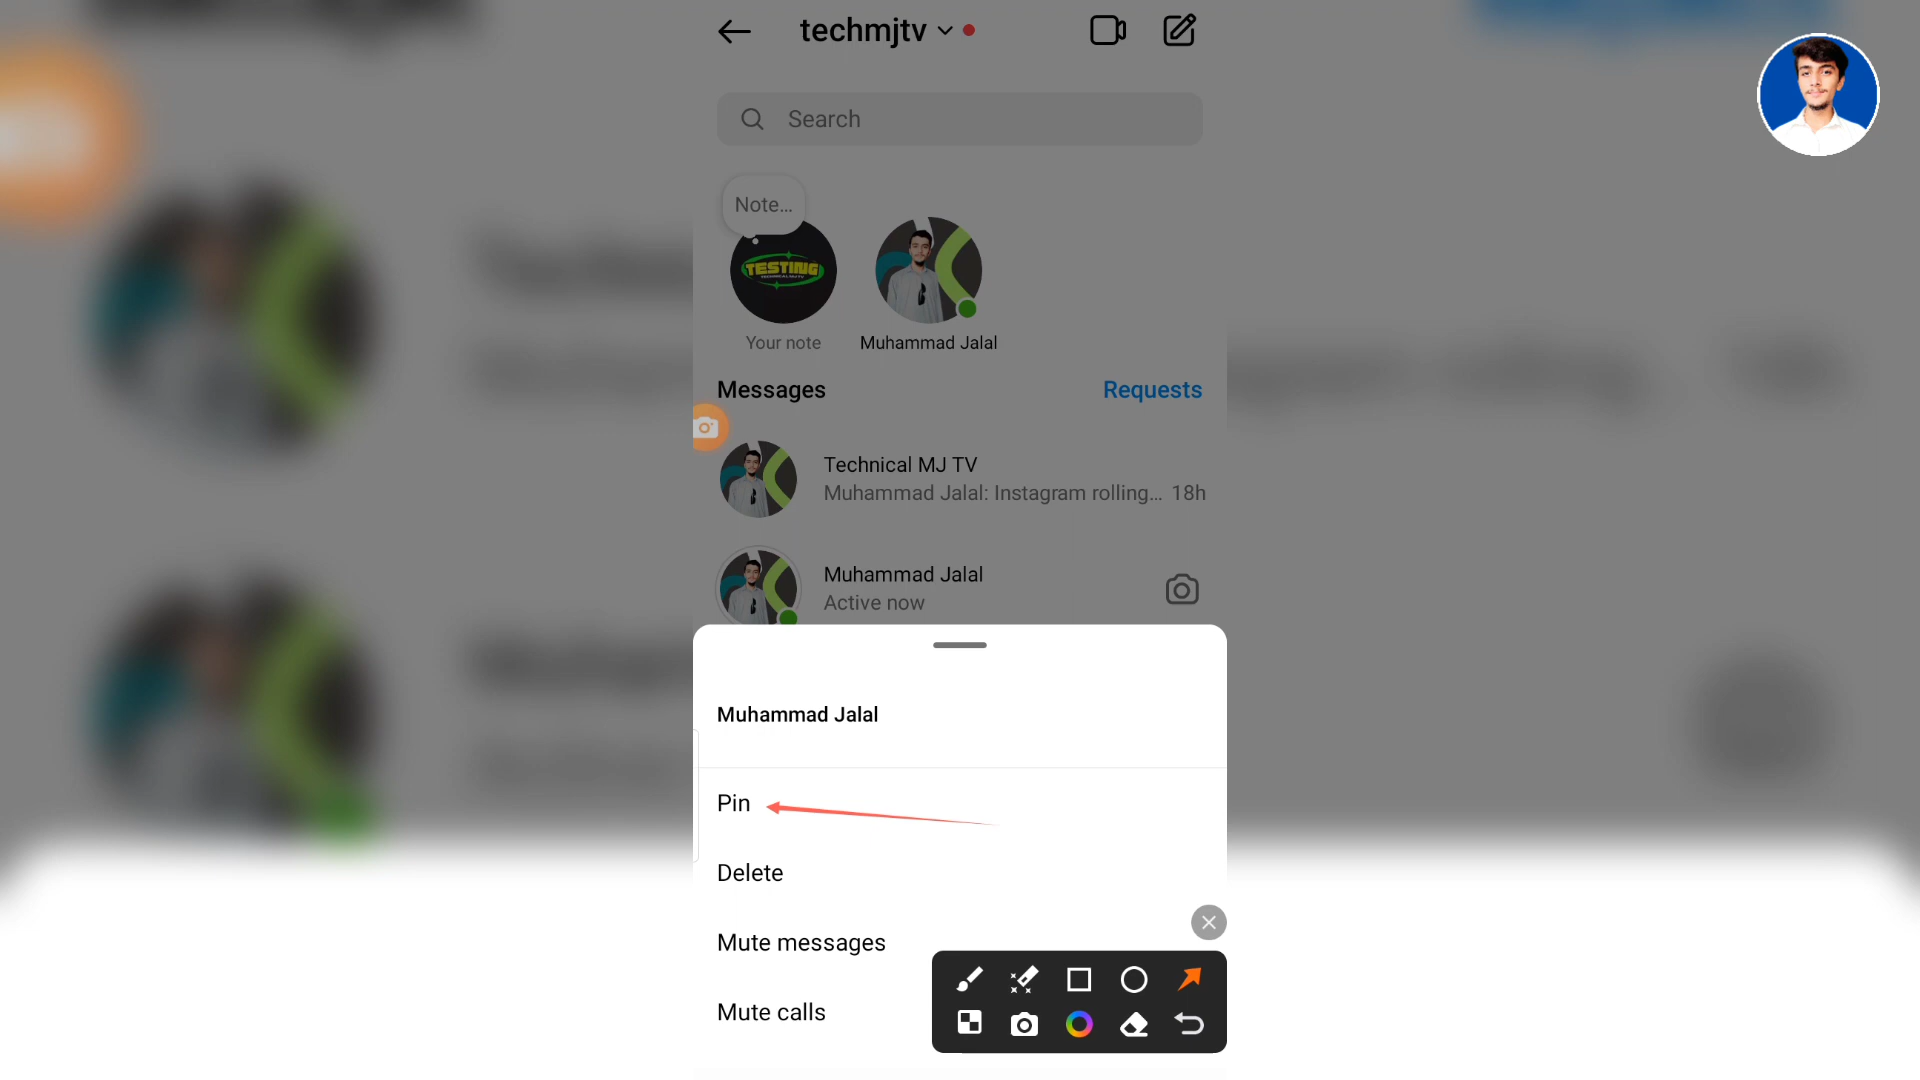 techmjtv
Search
Note...
TESTING
Your note
Muhammad Jalal
Messages
Requests
Technical MJ TV
Muhammad Jalal: Instagram rolling... 18h
Muhammad Jalal
Active now
Muhammad Jalal
Pin
Delete
Mute messages
Mute calls